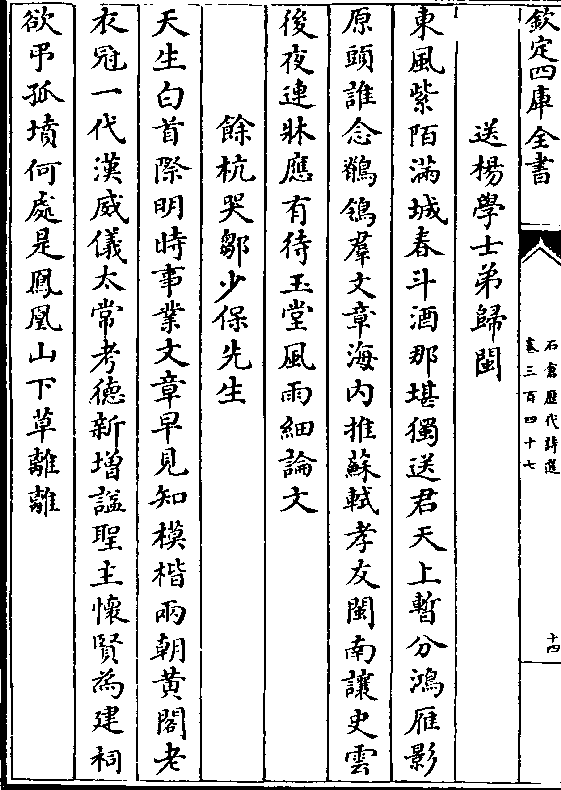 欽定四庫全書
石倉歷代詩選
卷三百四十七
十四
送楊學士弟歸閩
東風紫陌滿城春斗酒那堪獨送君天上暫分鴻雁影
原頭誰念鶺鴒羣文章海内推蘇軾孝友閩南讓史雲
後夜連牀應有待玉堂風雨細論文
餘杭哭鄒少保先生
天生白首際明時事業文章早見知模楷兩朝黄閣老
衣冠一代漢威儀太常考德新增諡聖主懷賢為建祠
欲弔孤墳何處是鳳凰山下草離離